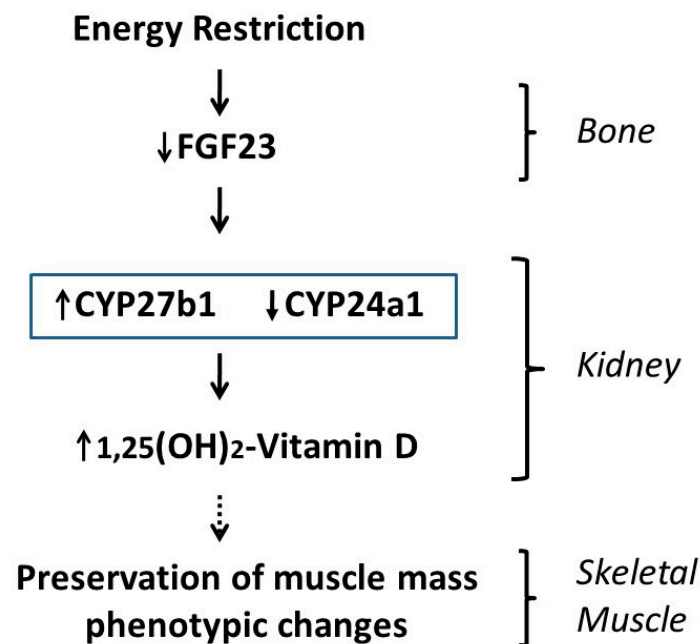 Energy Restriction
↓FGF23
Bone
↑CYP27b1 ↓CYP24a1
Kidney
↑1,25(OH)2-Vitamin D
Preservation of muscle mass
phenotypic changes
Skeletal
Muscle